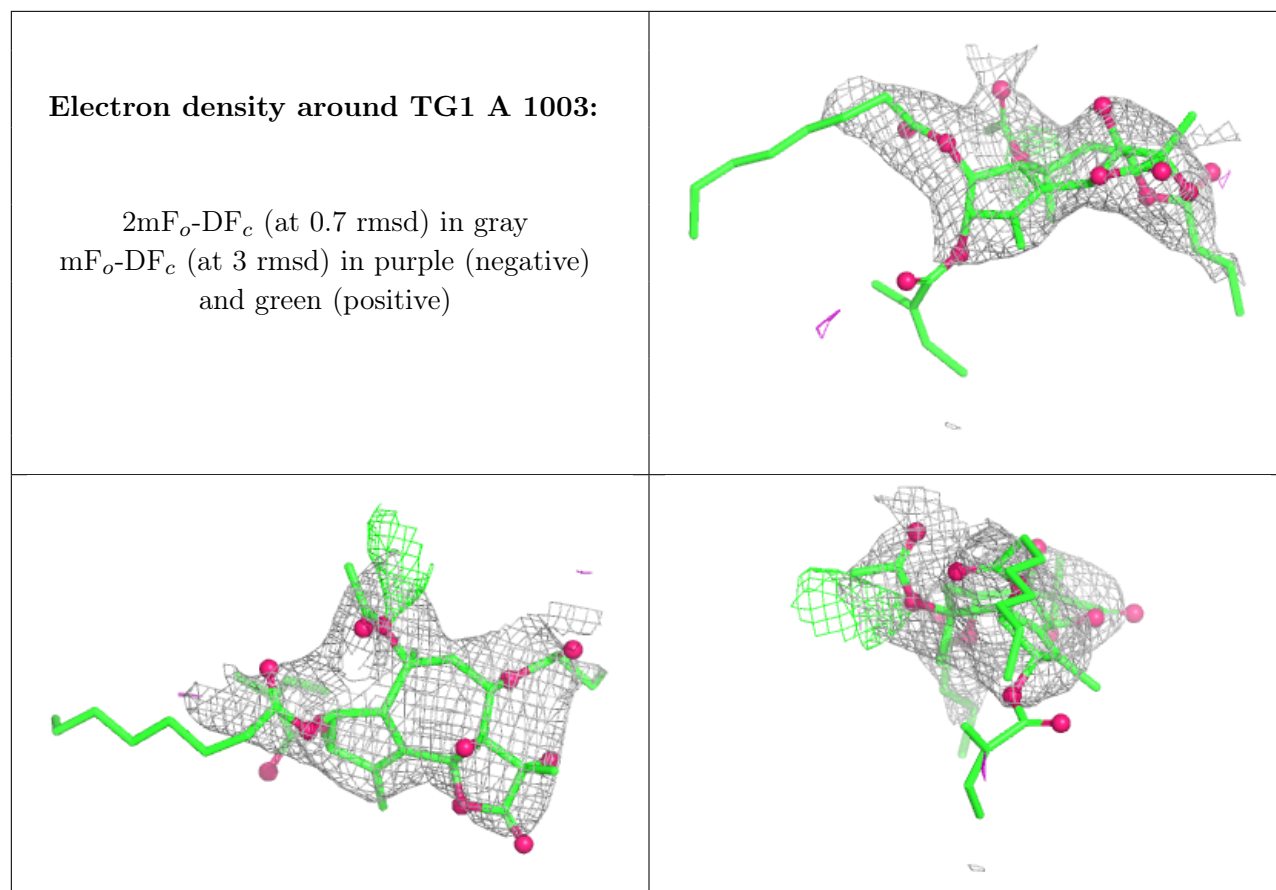 Electron density around TG1 A 1003:
2mFo-DFc (at 0.7 rmsd) in gray
mFo-DFc (at 3 rmsd) in purple (negative)
and green (positive)